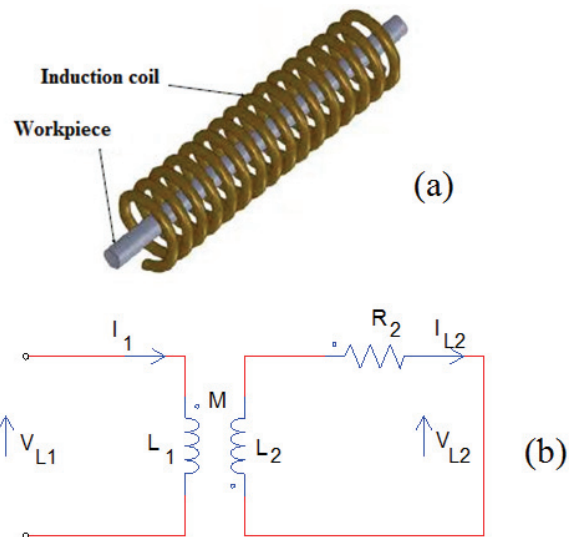 Induction coil
Workpiece
(a)
I1
R2
IL2
M
VL1
L1
L2
VL2
(b)